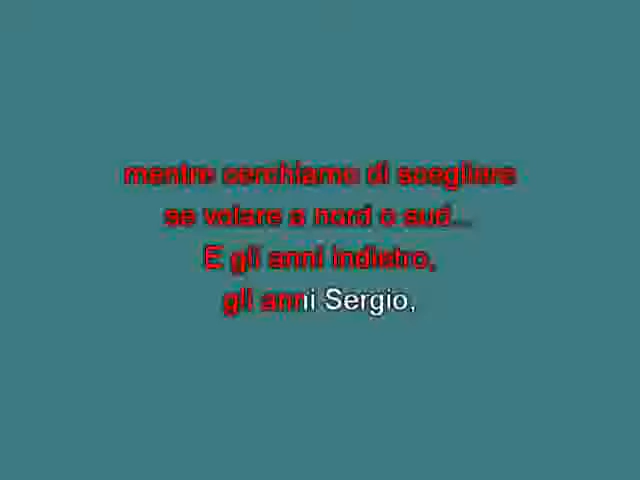 mentre cerchiamo di scegliere
se volare a nord o sud...
E gli anni indietro,
gli anni Sergio,